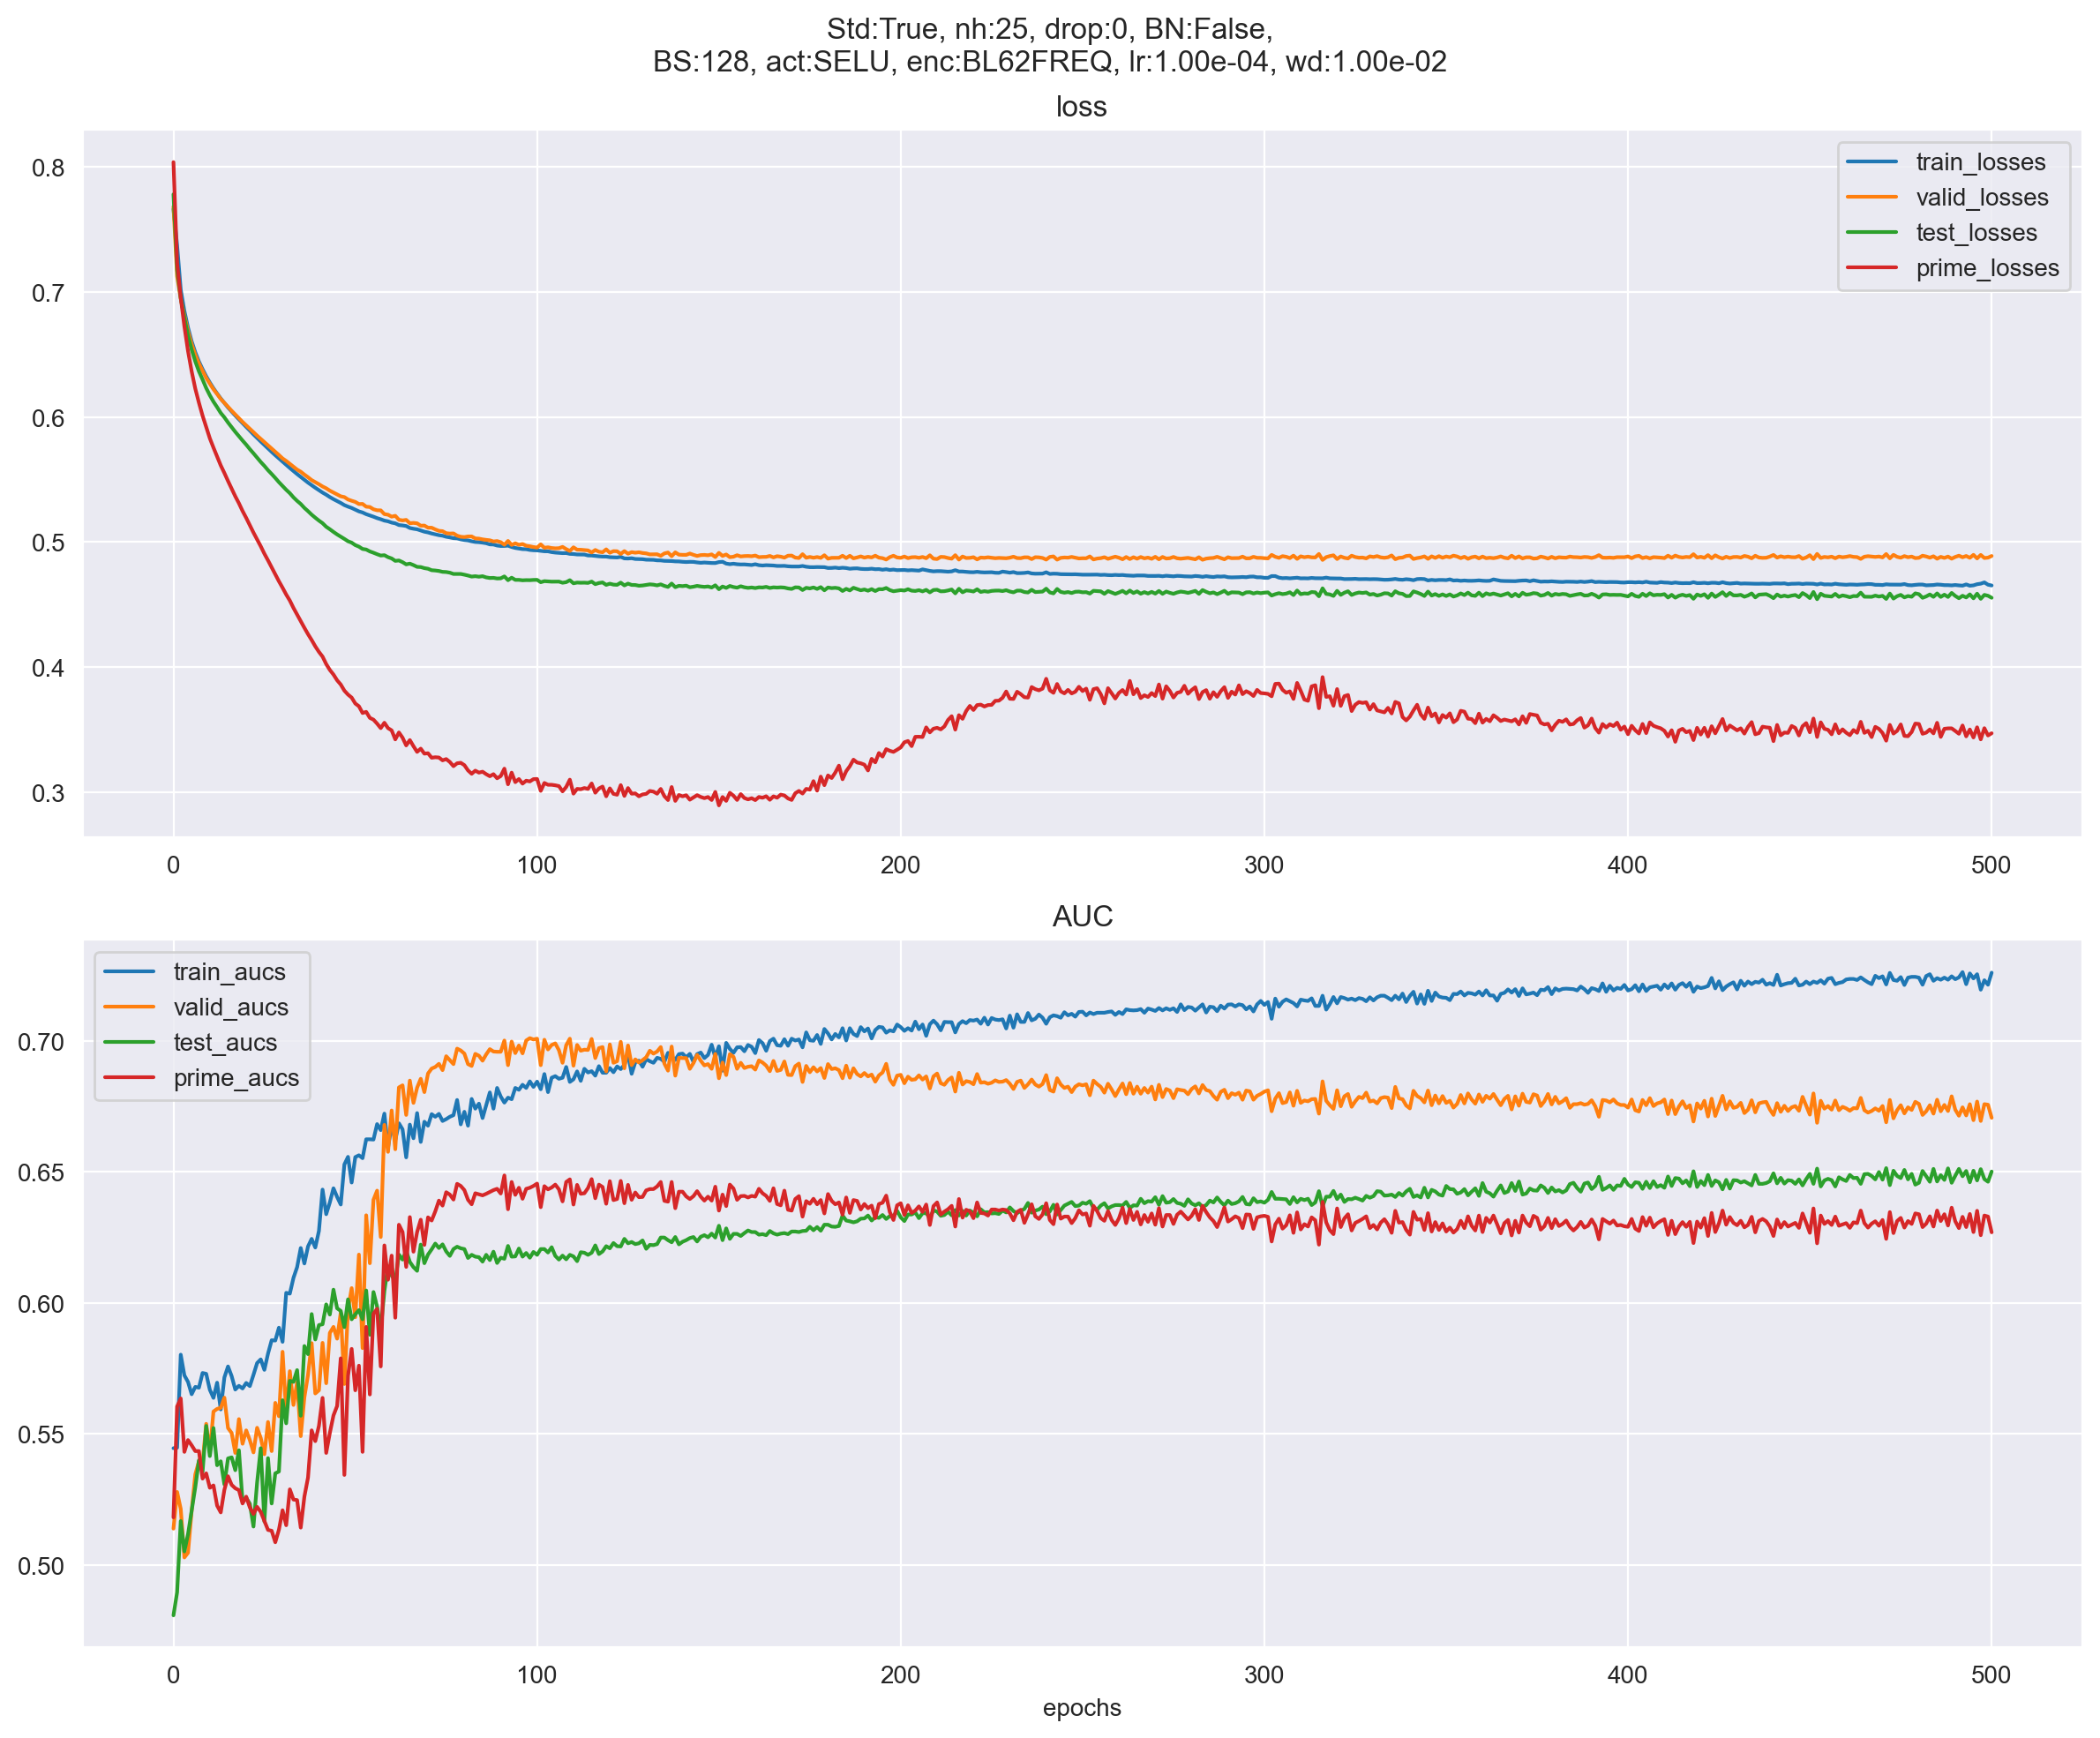 Std:True, nh:25, drop:0, BN:False,
BS:128, act:SELU, enc:BL62FREQ, lr:1.00e-04, wd:1.00e-02
loss
0.8
0.7
0.6
0.5
0.4
0.3
train_losses
valid_losses
test_losses
prime_losses
0 100 200 300 400 500
AUC
0.70
0.65
0.60
0.55
0.50
train_aucs
valid_aucs
test_aucs
prime_aucs
0 100 200 300 400 500
epochs